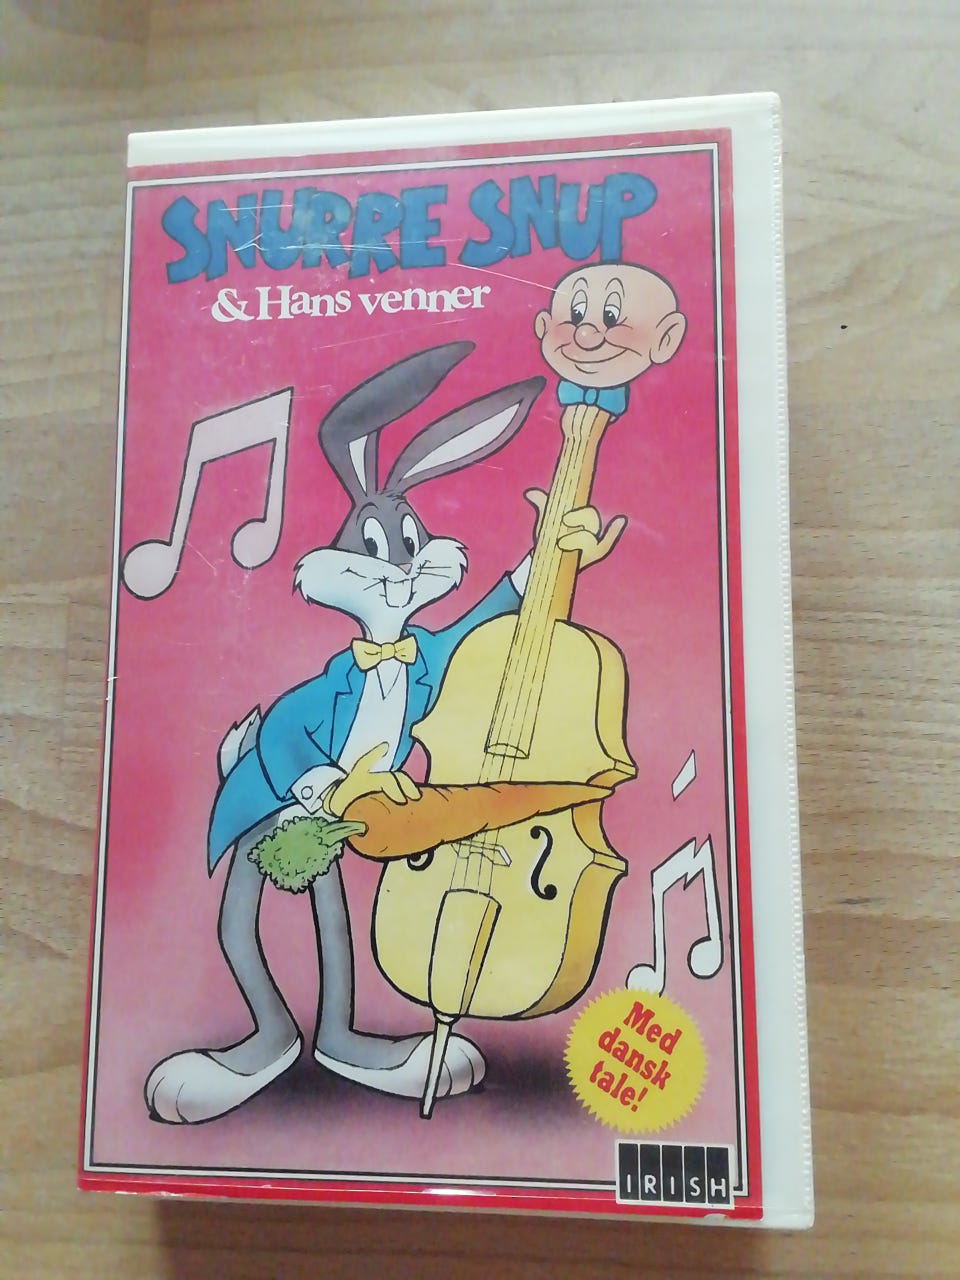 SNURRE SNUP
& Hans venner
Med
dansk
tale!
IRISH